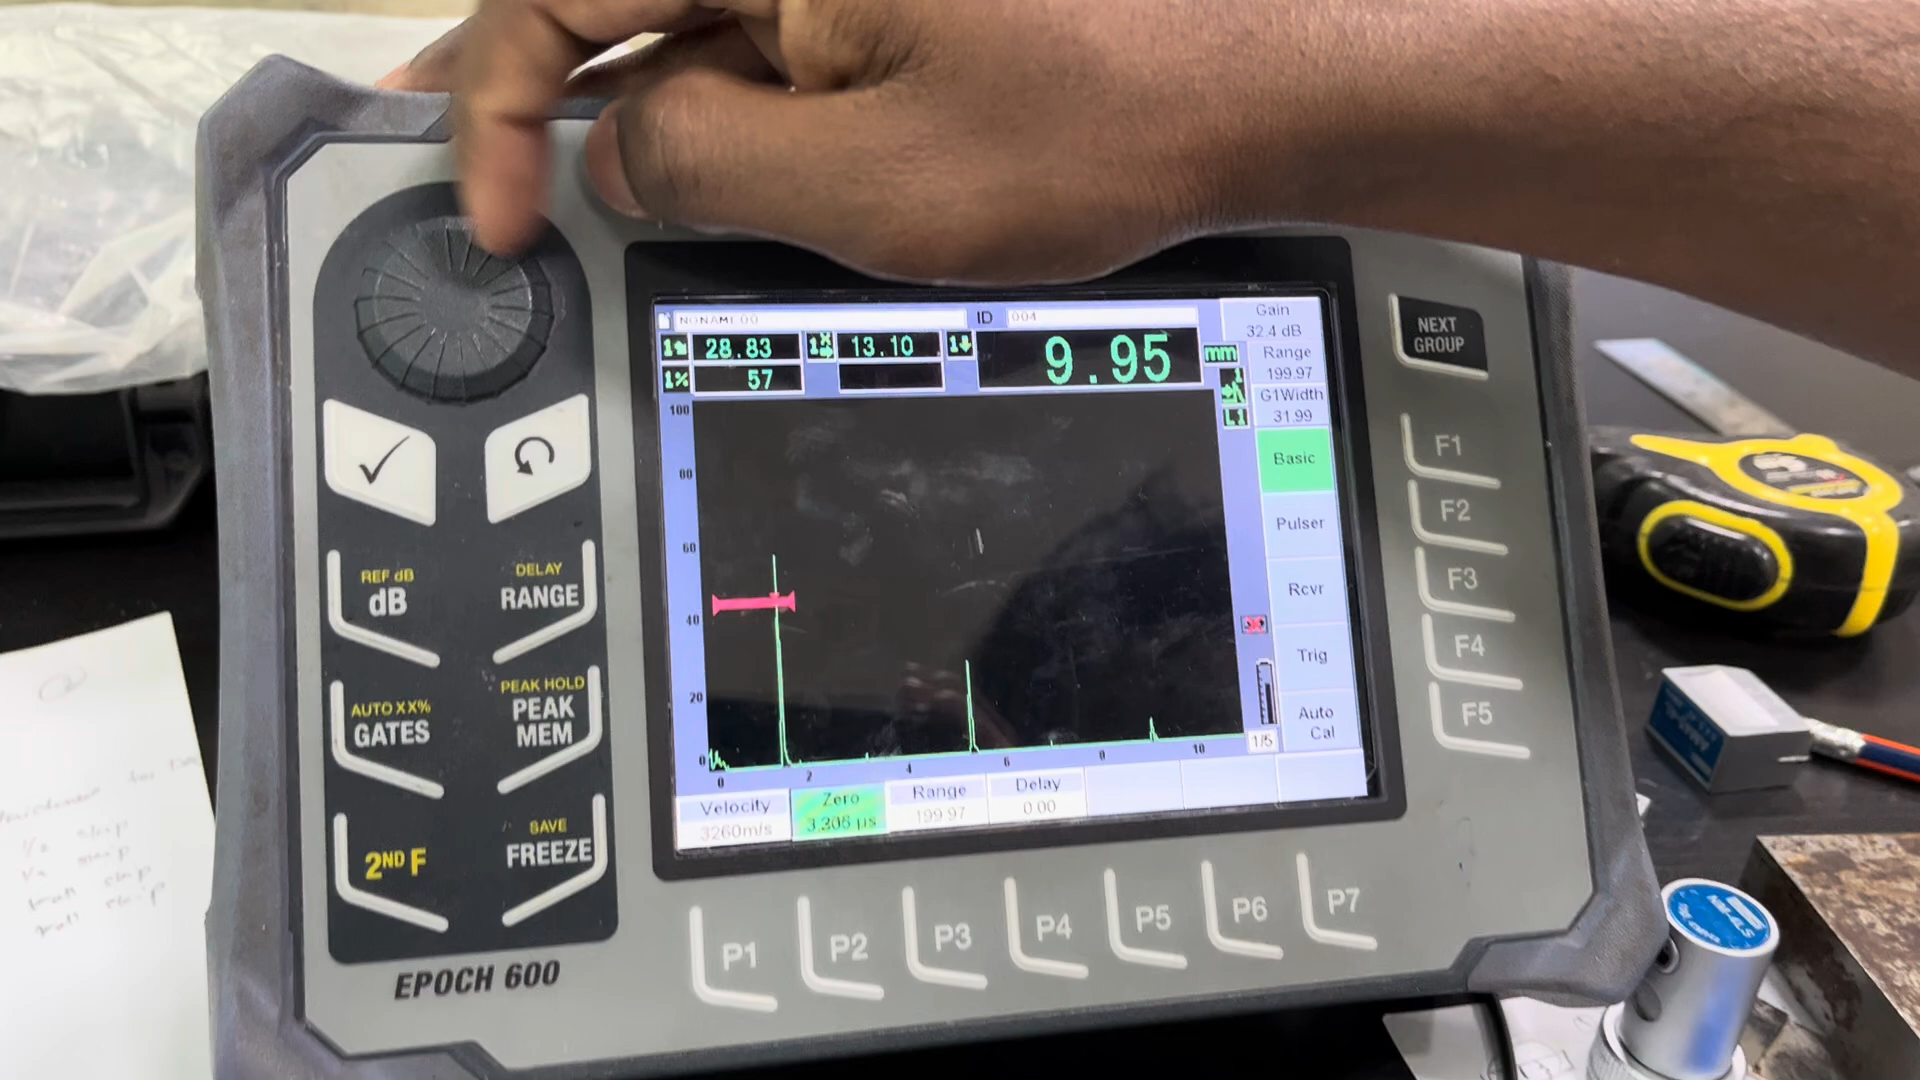 NONAME00 ID 004
Gain
32.4 dB
28.83 13.10 9.95 mm
1% 57
Range
199.97
G1Width
31.99
L1
100
80
60
40
20
0
0 2 4 6 8 10
Basic
Pulser
Rcvr
Trig
Auto
Cal
1/5
Velocity
3260m/s
Zero
3.306 µs
Range
199.97
Delay
0.00
NEXT
GROUP
F1
F2
F3
F4
F5
REF dB
dB
DELAY
RANGE
AUTO XX%
GATES
PEAK HOLD
PEAK
MEM
2ND F
SAVE
FREEZE
EPOCH 600
P1 P2 P3 P4 P5 P6 P7